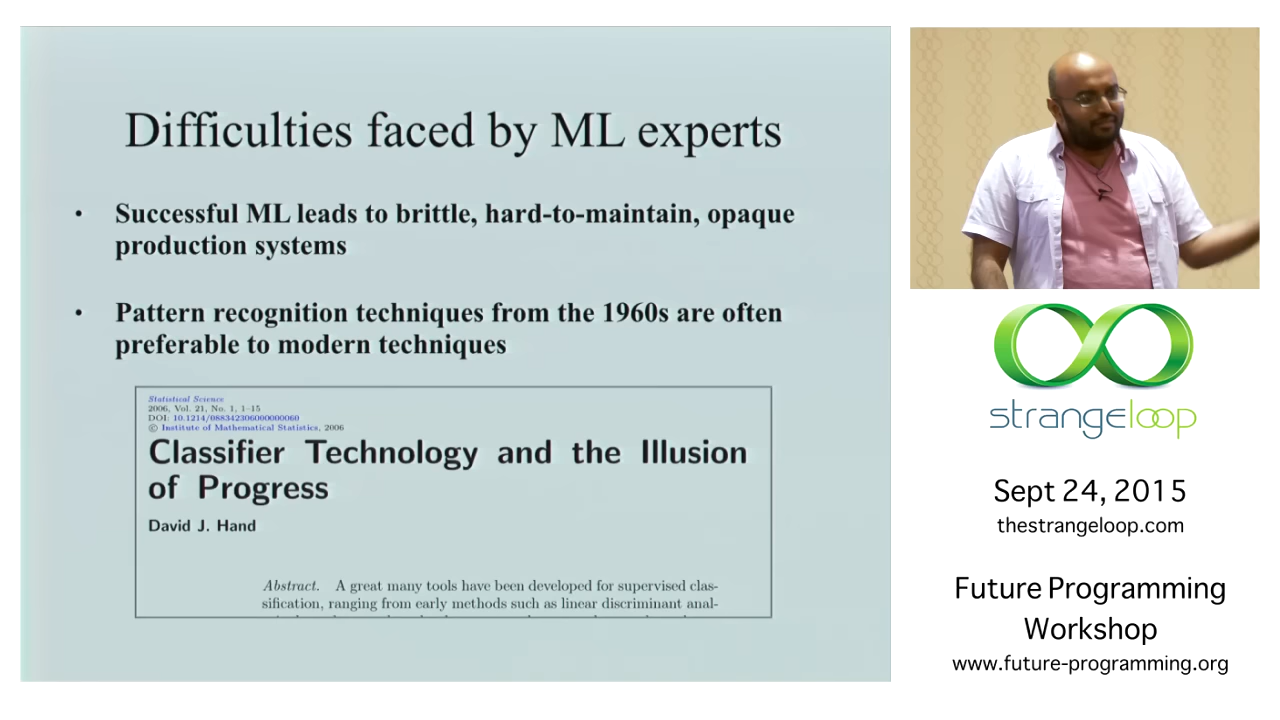 Difficulties faced by ML experts
• Successful ML leads to brittle, hard-to-maintain, opaque
production systems
• Pattern recognition techniques from the 1960s are often
preferable to modern techniques
Statistical Science
2006, Vol. 21, No. 1, 1–15
DOI: 10.1214/088342306000000060
© Institute of Mathematical Statistics, 2006
Classifier Technology and the Illusion
of Progress
David J. Hand
Abstract. A great many tools have been developed for supervised clas-
sification, ranging from early methods such as linear discriminant anal-
strangeloop
Sept 24, 2015
thestrangeloop.com
Future Programming
Workshop
www.future-programming.org